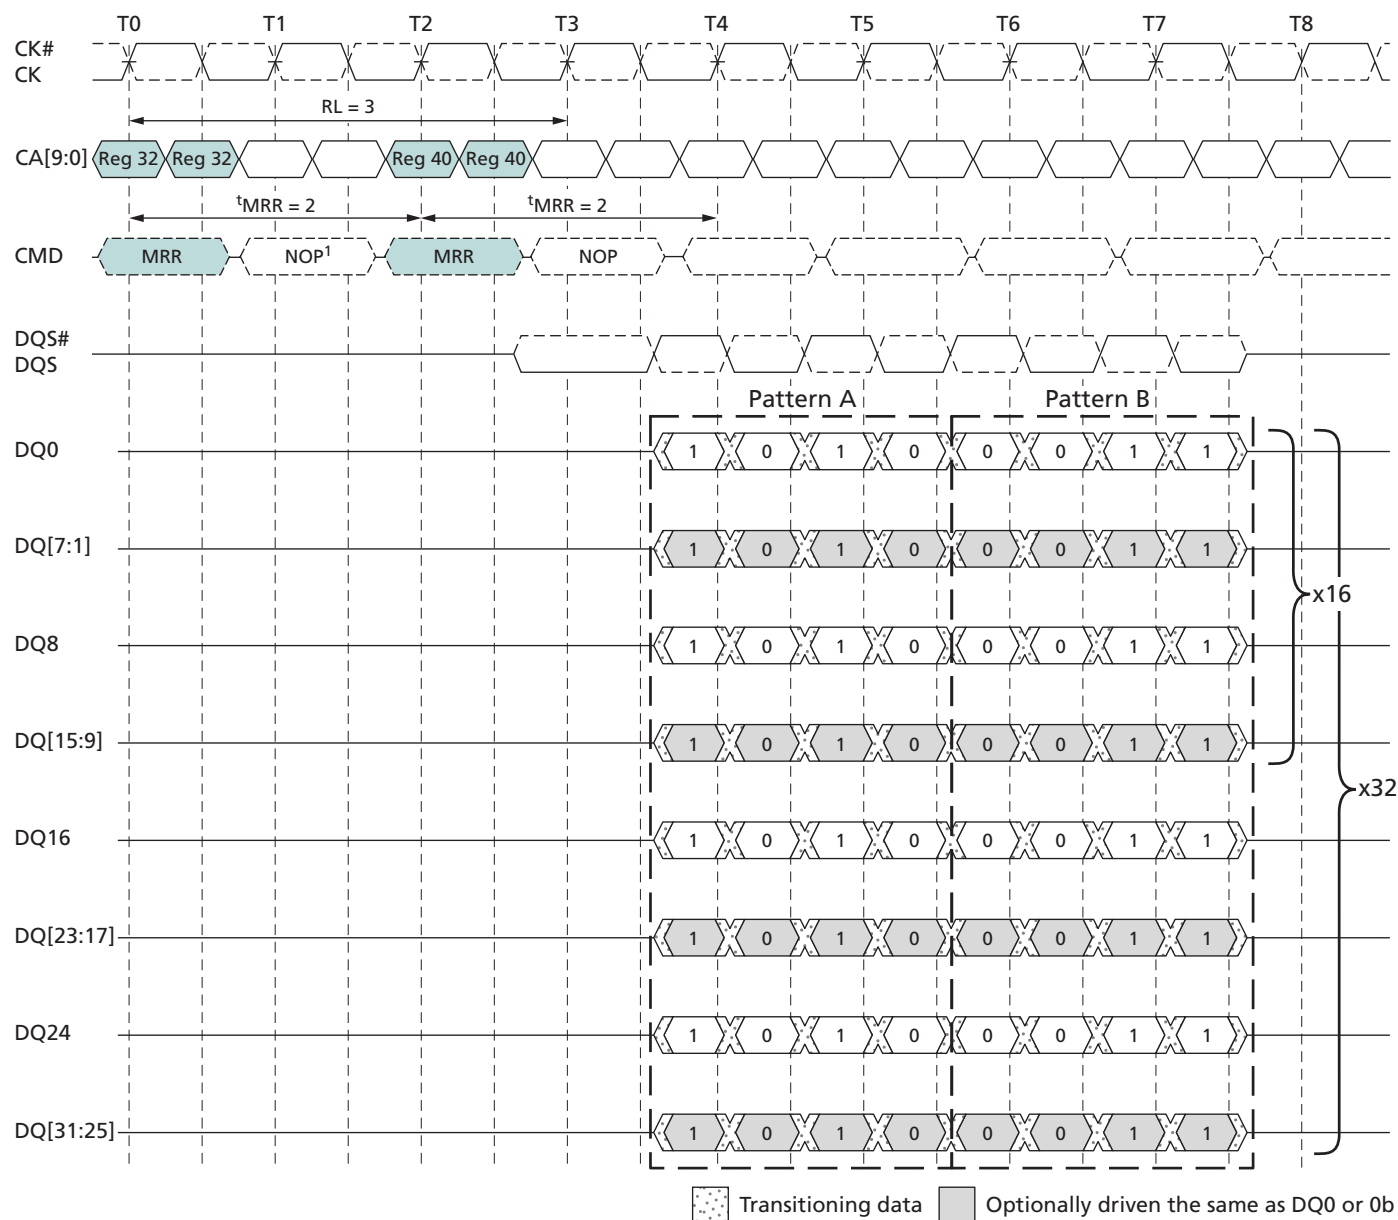 T0 T1 T2 T3 T4 T5 T6 T7 T8
CK#
CK
RL = 3
CA[9:0] Reg 32 Reg 32 Reg 40 Reg 40
tMRR = 2 tMRR = 2
CMD MRR NOP1 MRR NOP
DQS#
DQS
Pattern A Pattern B
DQ0 1 0 1 0 0 0 1 1
DQ[7:1] 1 0 1 0 0 0 1 1
x16
DQ8 1 0 1 0 0 0 1 1
DQ[15:9] 1 0 1 0 0 0 1 1
x32
DQ16 1 0 1 0 0 0 1 1
DQ[23:17] 1 0 1 0 0 0 1 1
DQ24 1 0 1 0 0 0 1 1
DQ[31:25] 1 0 1 0 0 0 1 1
Transitioning data Optionally driven the same as DQ0 or 0b